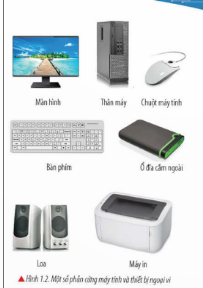 Màn hình
Thân máy
Chuột máy tính
Bàn phím
Ổ đĩa cắm ngoài
Loa
Máy in
▲ Hình 1.2. Một số phần cứng máy tính và thiết bị ngoại vi